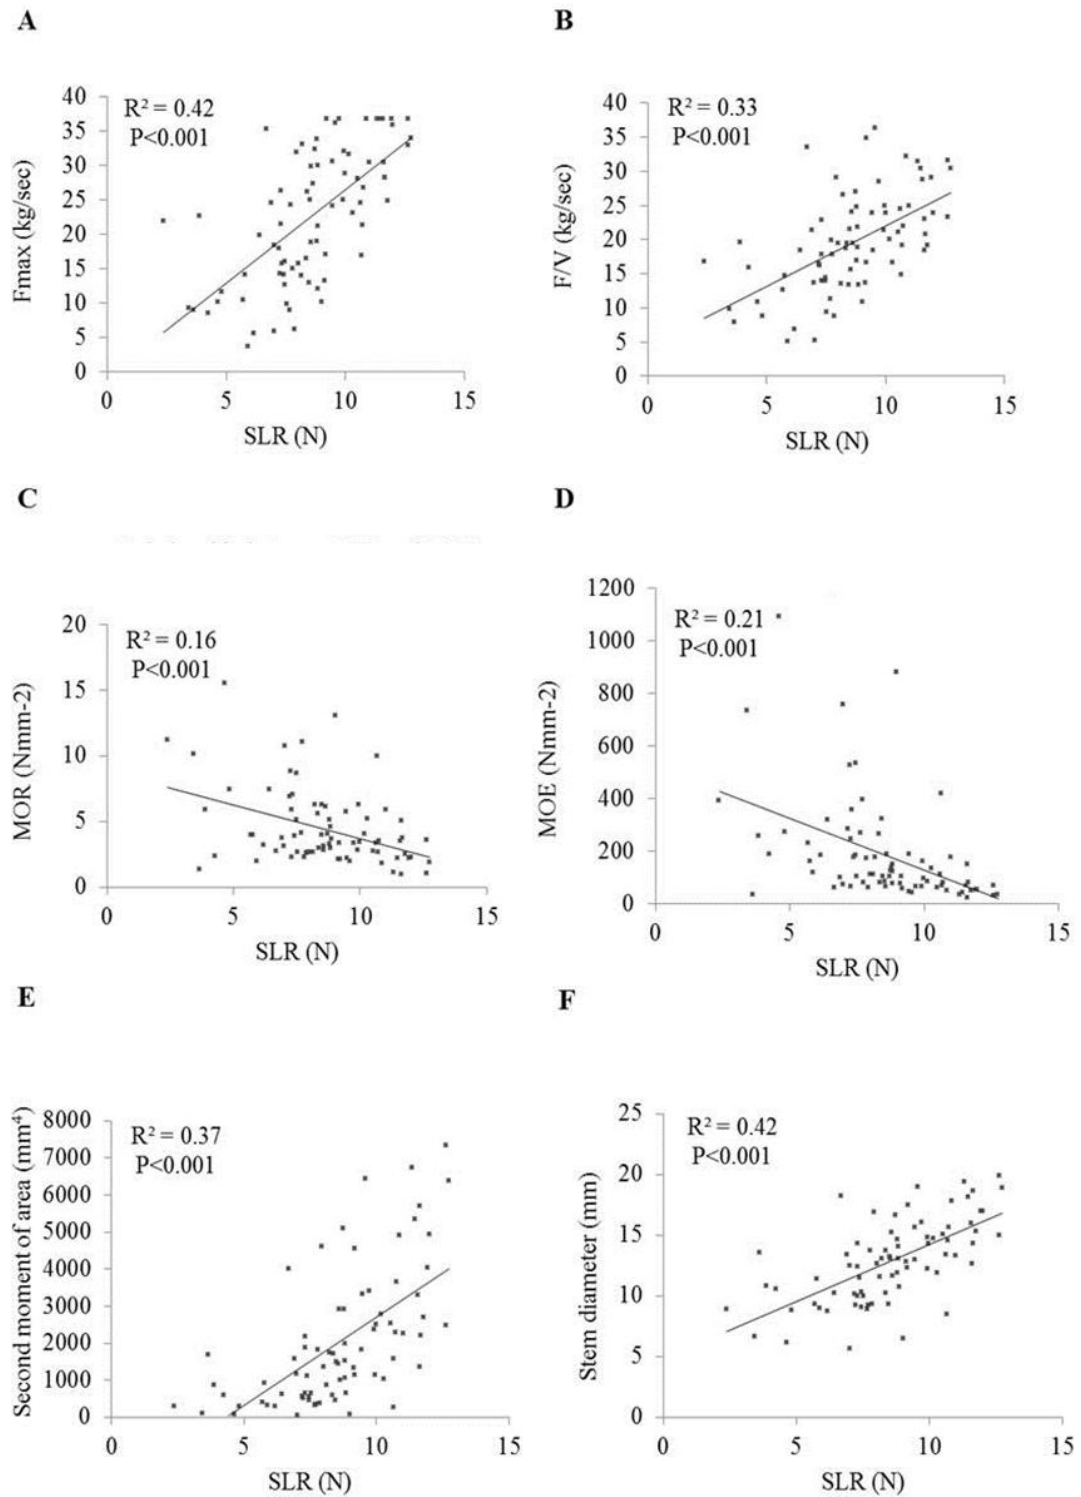 A
B
R² = 0.42
P<0.001
40
35
30
25
20
15
10
5
0
Fmax (kg/sec)
0 5 10 15
SLR (N)
R² = 0.33
P<0.001
40
35
30
25
20
15
10
5
0
F/V (kg/sec)
0 5 10 15
SLR (N)
C
D
R² = 0.16
P<0.001
20
15
10
5
0
MOR (Nmm-2)
0 5 10 15
SLR (N)
R² = 0.21
P<0.001
1200
1000
800
600
400
200
0
MOE (Nmm-2)
0 5 10 15
SLR (N)
E
F
R² = 0.37
P<0.001
8000
7000
6000
5000
4000
3000
2000
1000
0
Second moment of area (mm⁴)
0 5 10 15
SLR (N)
R² = 0.42
P<0.001
25
20
15
10
5
0
Stem diameter (mm)
0 5 10 15
SLR (N)